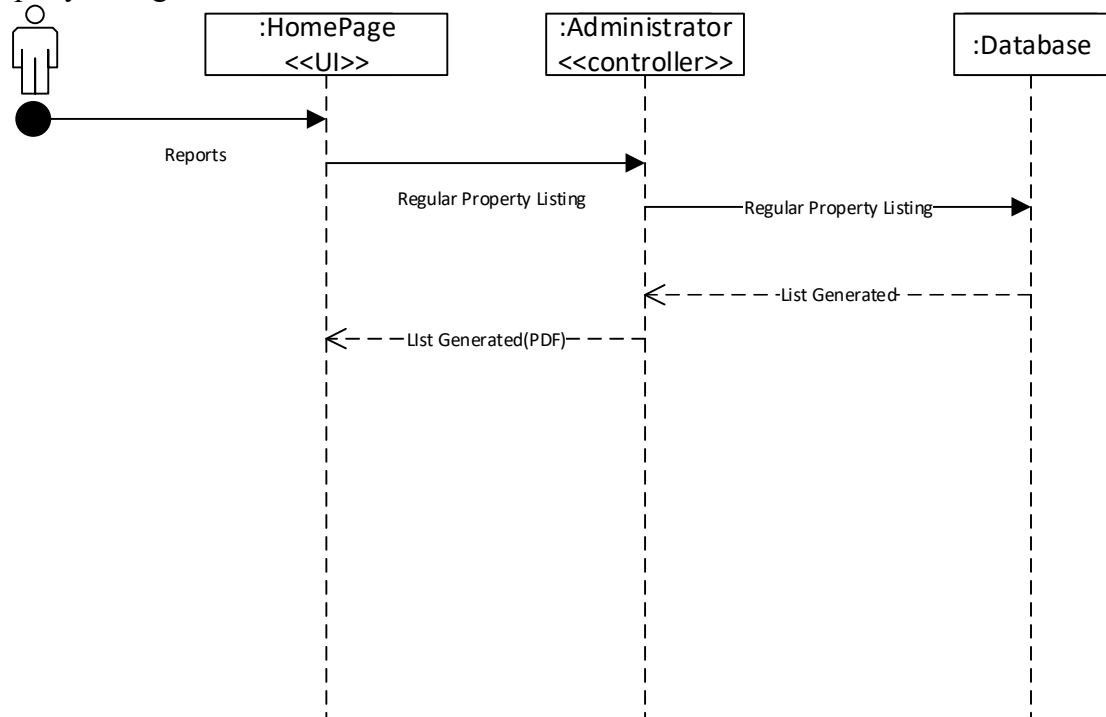 :HomePage
<<UI>>
:Administrator
<<controller>>
:Database
Reports
Regular Property Listing
Regular Property Listing
List Generated
LIst Generated(PDF)